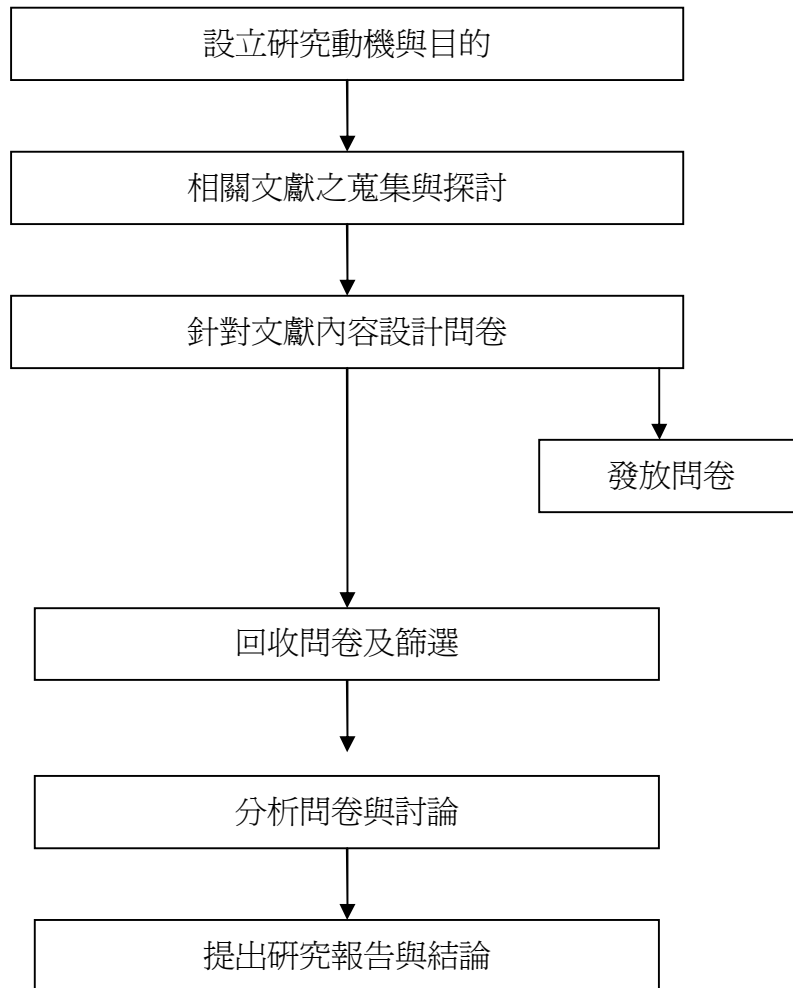 設立研究動機與目的
相關文獻之蒐集與探討
針對文獻內容設計問卷
發放問卷
回收問卷及篩選
分析問卷與討論
提出研究報告與結論